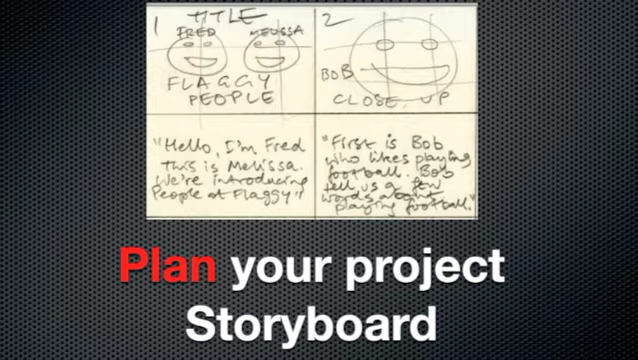 1 TITLE
FRED MELISSA
FLAGGY
PEOPLE
2
BOB
CLOSE UP
"Hello, I'm Fred
This is Melissa.
We're introducing
People at Flaggy"
"First is Bob
who likes playing
football. Bob
tell us a few
words about
playing football."
Plan your project
Storyboard